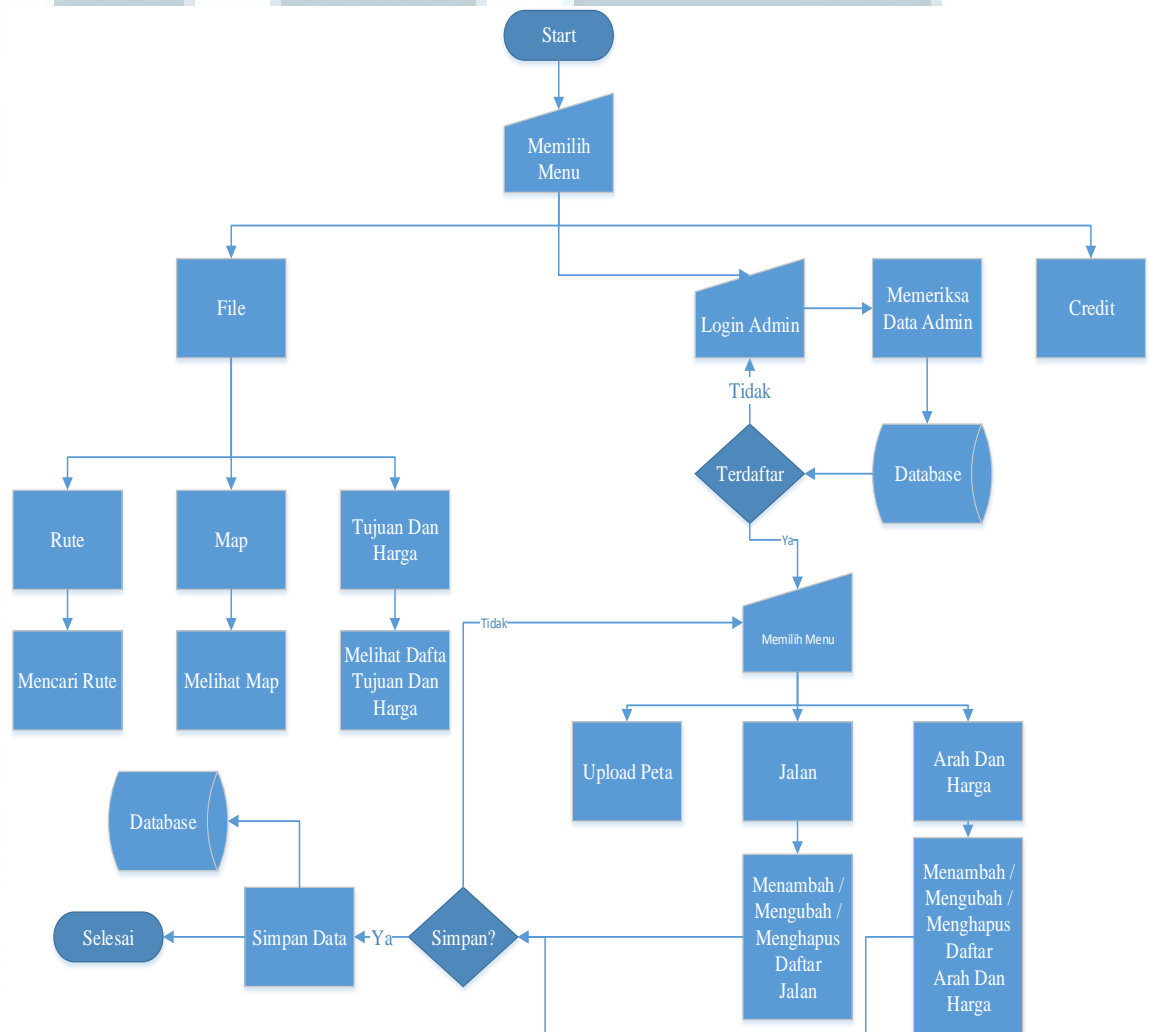 Start
Memilih
Menu
File
Login Admin
Memeriksa
Data Admin
Credit
Tidak
Terdaftar
Database
Rute
Map
Tujuan Dan
Harga
Ya
Mencari Rute
Melihat Map
Melihat Dafta
Tujuan Dan
Harga
Tidak
Memilih Menu
Upload Peta
Jalan
Arah Dan
Harga
Database
Selesai
Simpan Data
Ya
Simpan?
Menambah /
Mengubah /
Menghapus
Daftar
Jalan
Menambah /
Mengubah /
Menghapus
Daftar
Arah Dan
Harga